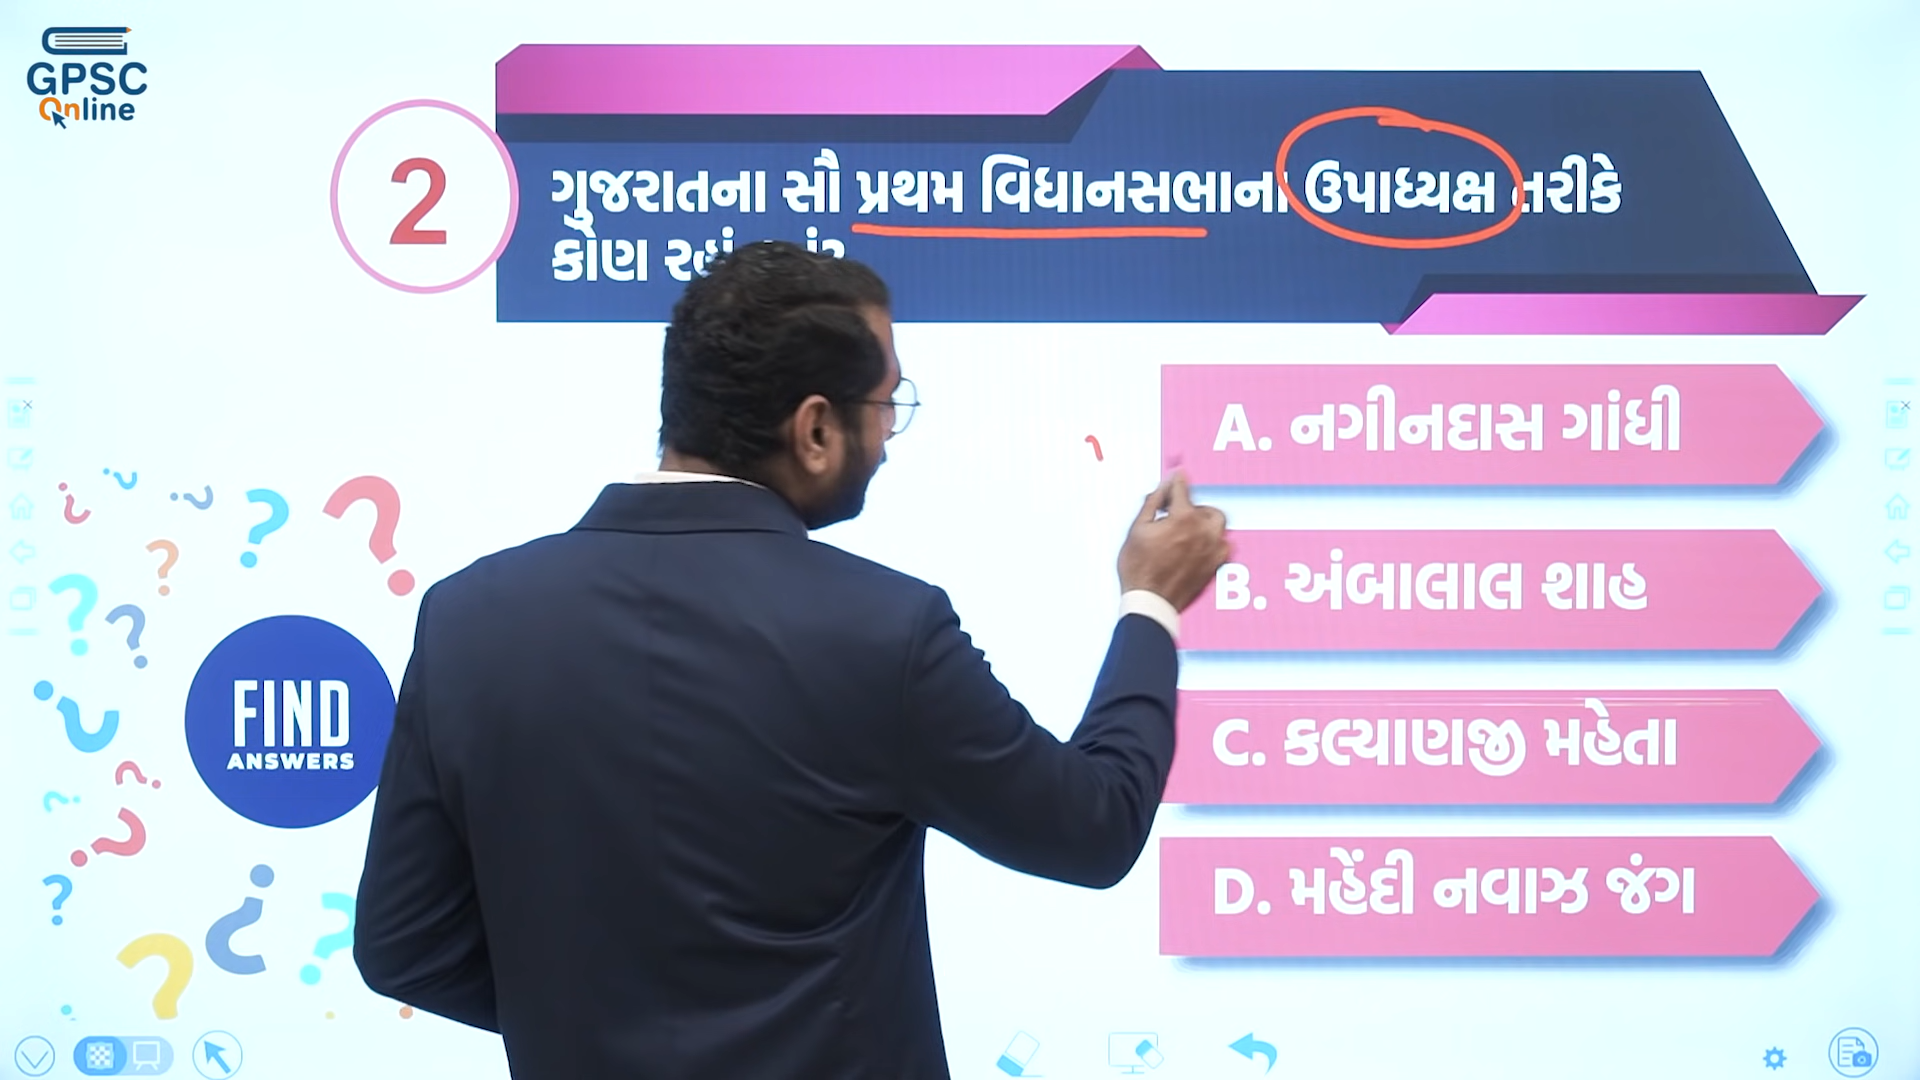 GPSC
Online
2
ગુજરાતના સૌ પ્રથમ વિધાનસભાના ઉપાધ્યક્ષ તરીકે
કોણ
A. નગીનદાસ ગાંધી
B. અંબાલાલ શાહ
C. કલ્યાણજી મહેતા
D. મહેંદી નવાઝ જંગ
FIND
ANSWERS